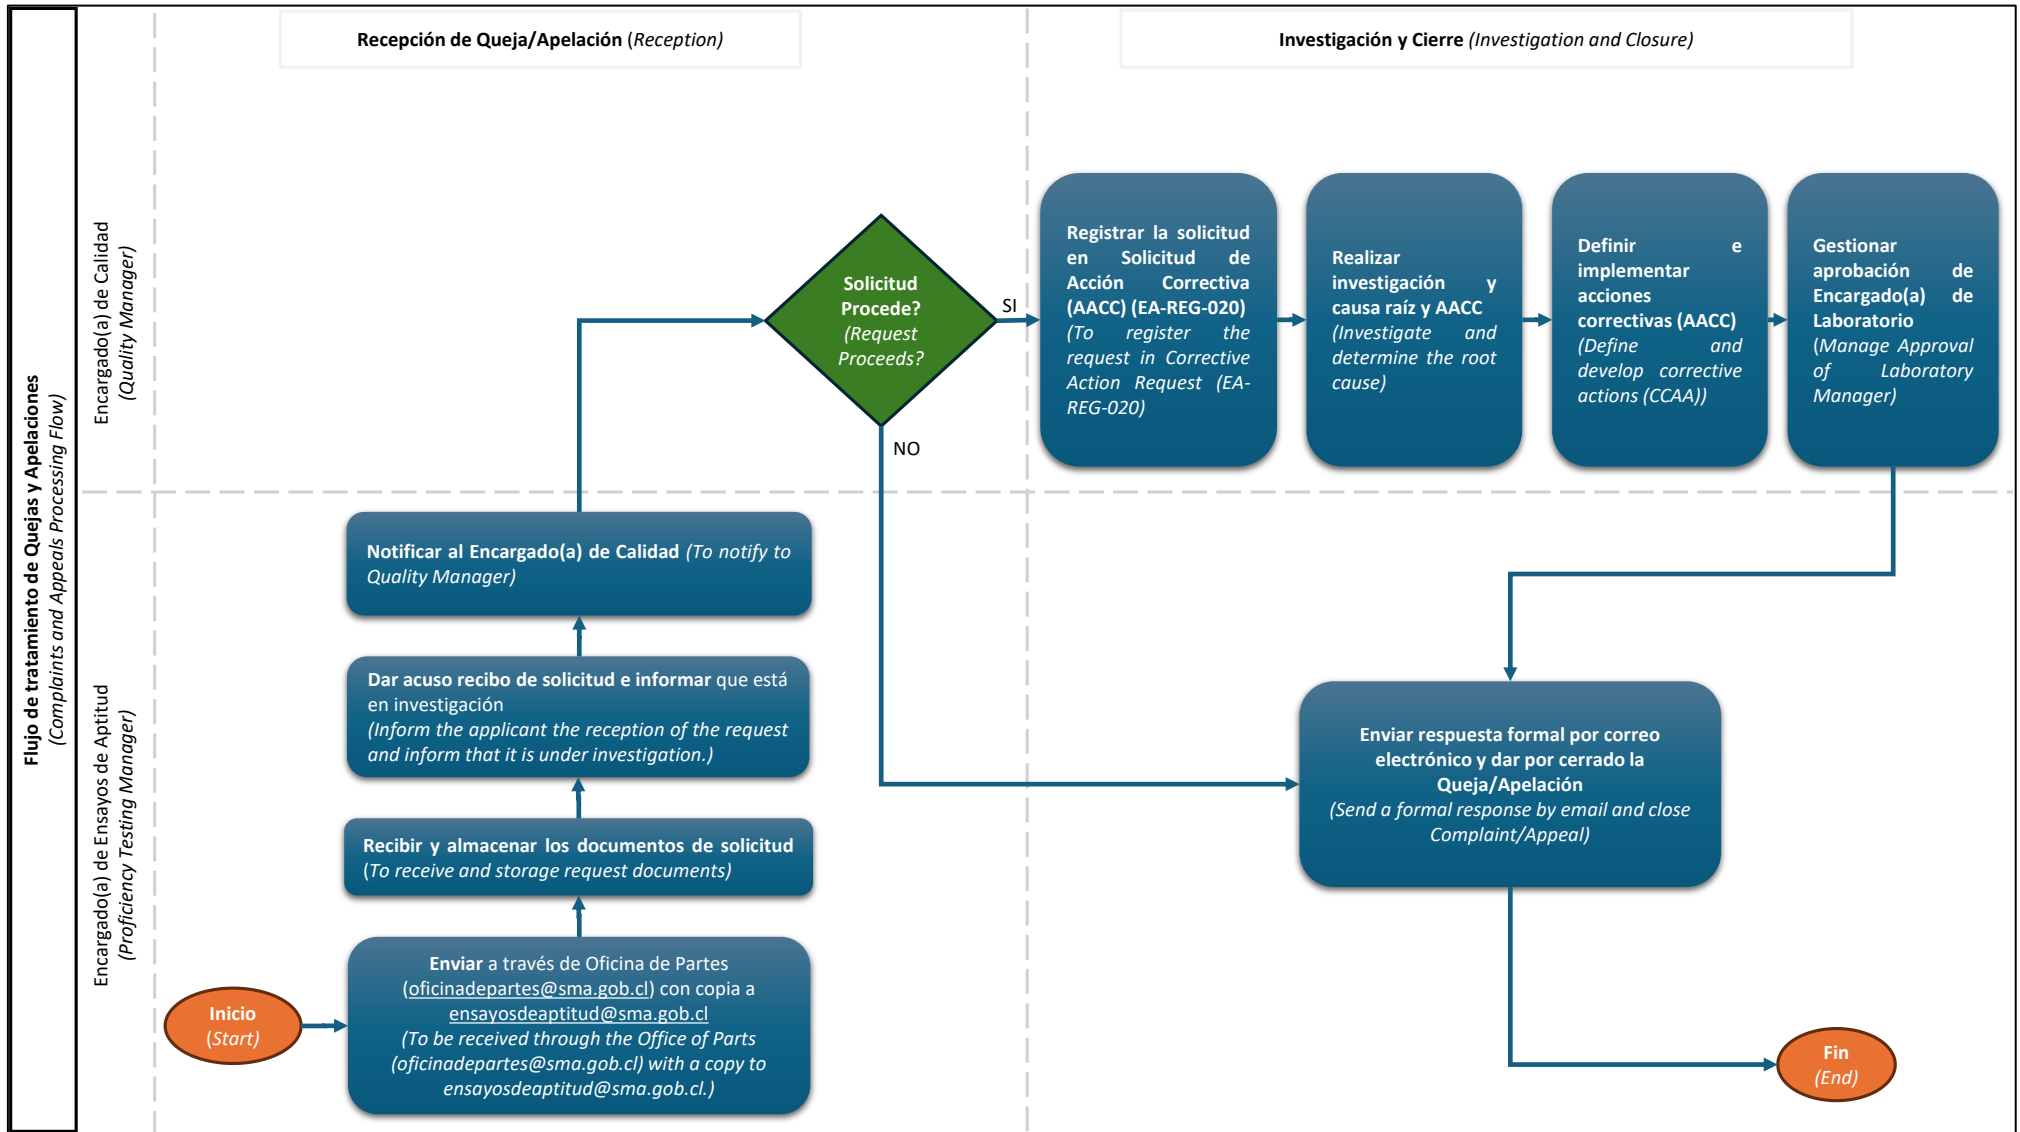 Flujo de tratamiento de Quejas y Apelaciones
(Complaints and Appeals Processing Flow)
Recepción de Queja/Apelación (Reception)
Investigación y Cierre (Investigation and Closure)
Encargado(a) de Calidad
(Quality Manager)
Encargado(a) de Ensayos de Aptitud
(Proficiency Testing Manager)
Inicio
(Start)
Enviar a través de Oficina de Partes
(oficinadepartes@sma.gob.cl) con copia a
ensayosdeaptitud@sma.gob.cl
(To be received through the Office of Parts
(oficinadepartes@sma.gob.cl) with a copy to
ensayosdeaptitud@sma.gob.cl.)
Recibir y almacenar los documentos de solicitud
(To receive and storage request documents)
Dar acuso recibo de solicitud e informar que está
en investigación
(Inform the applicant the reception of the request
and inform that it is under investigation.)
Notificar al Encargado(a) de Calidad (To notify to
Quality Manager)
Solicitud
Procede?
(Request
Proceeds?
SI
NO
Registrar la solicitud
en Solicitud de
Acción Correctiva
(AACC) (EA-REG-020)
(To register the
request in Corrective
Action Request (EA-
REG-020)
Realizar
investigación y
causa raíz y AACC
(Investigate and
determine the root
cause)
Definir e
implementar
acciones
correctivas (AACC)
(Define and
develop corrective
actions (CCAA))
Gestionar
aprobación de
Encargado(a) de
Laboratorio
(Manage Approval
of Laboratory
Manager)
Enviar respuesta formal por correo
electrónico y dar por cerrado la
Queja/Apelación
(Send a formal response by email and close
Complaint/Appeal)
Fin
(End)